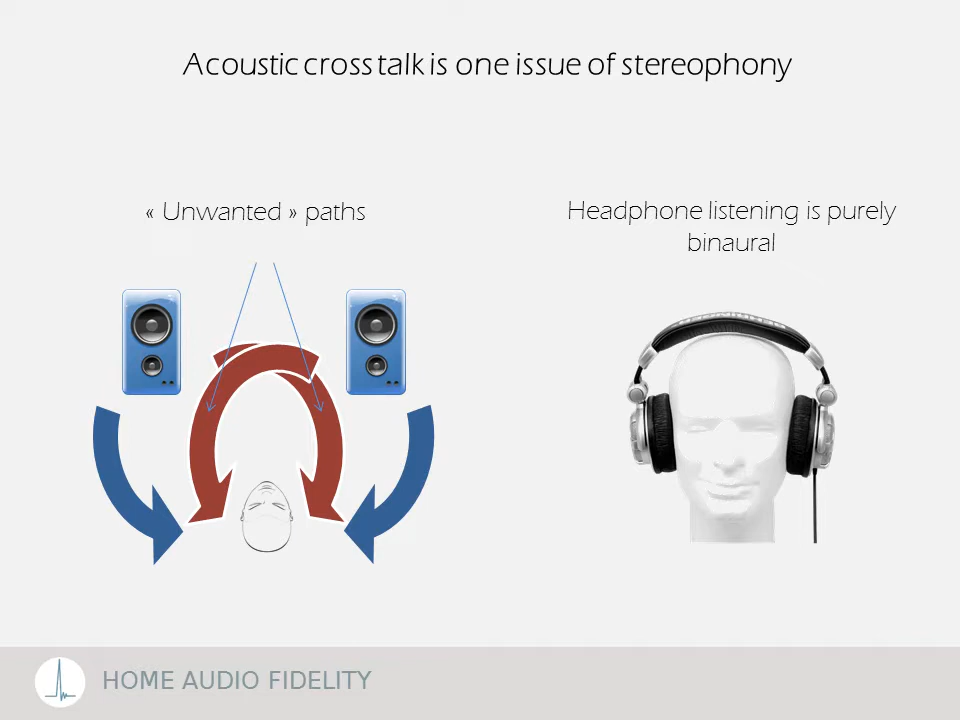 Acoustic cross talk is one issue of stereophony
« Unwanted » paths
Headphone listening is purely
binaural
HOME AUDIO FIDELITY